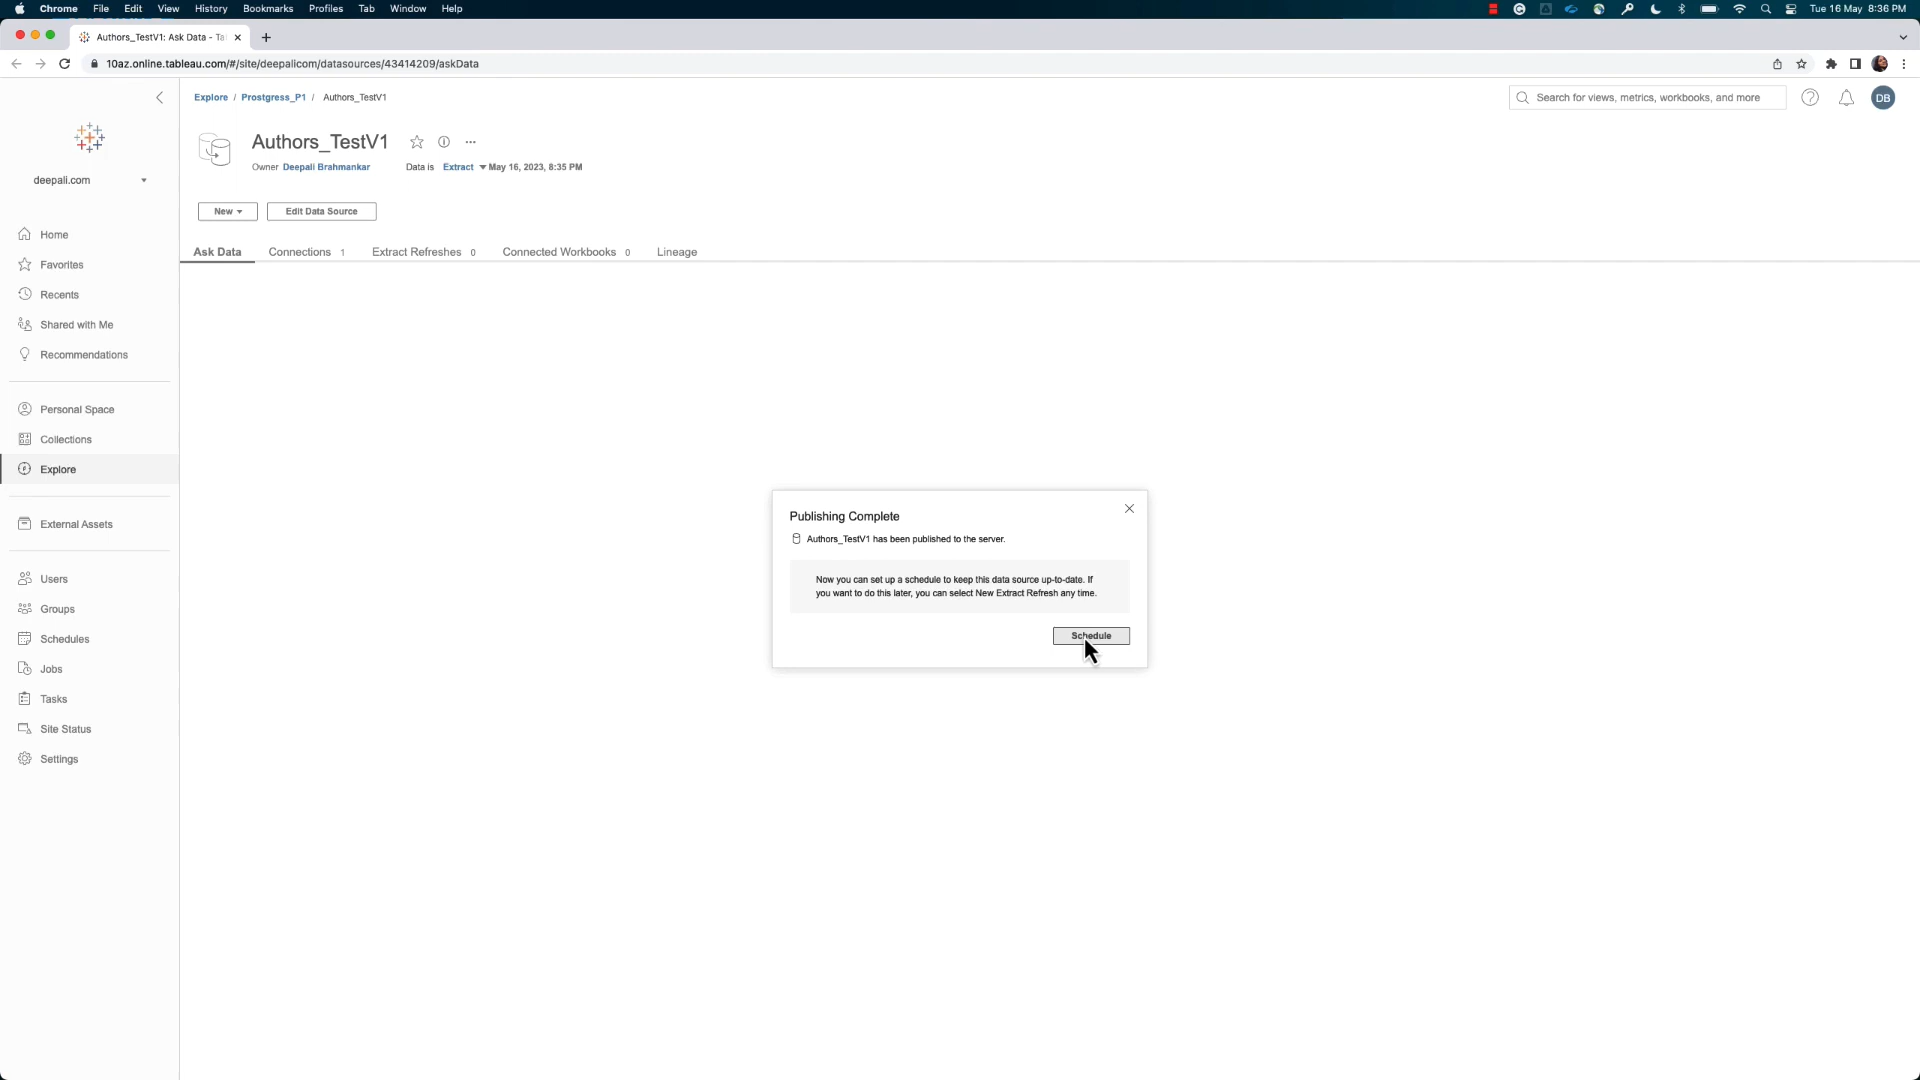 Chrome File Edit View History Bookmarks Profiles Tab Window Help Tue 16 May 8:36 PM
Authors_TestV1: Ask Data - Ta
10az.online.tableau.com/#/site/deepalicom/datasources/43414209/askData
Explore / Prostgress_P1 / Authors_TestV1
Search for views, metrics, workbooks, and more
DB
Authors_TestV1
Owner Deepali Brahmankar Data is Extract May 16, 2023, 8:35 PM
deepali.com
New
Edit Data Source
Ask Data Connections 1 Extract Refreshes 0 Connected Workbooks 0 Lineage
Home
Favorites
Recents
Shared with Me
Recommendations
Personal Space
Collections
Explore
External Assets
Users
Groups
Schedules
Jobs
Tasks
Site Status
Settings
Publishing Complete
Authors_TestV1 has been published to the server.
Now you can set up a schedule to keep this data source up-to-date. If
you want to do this later, you can select New Extract Refresh any time.
Schedule